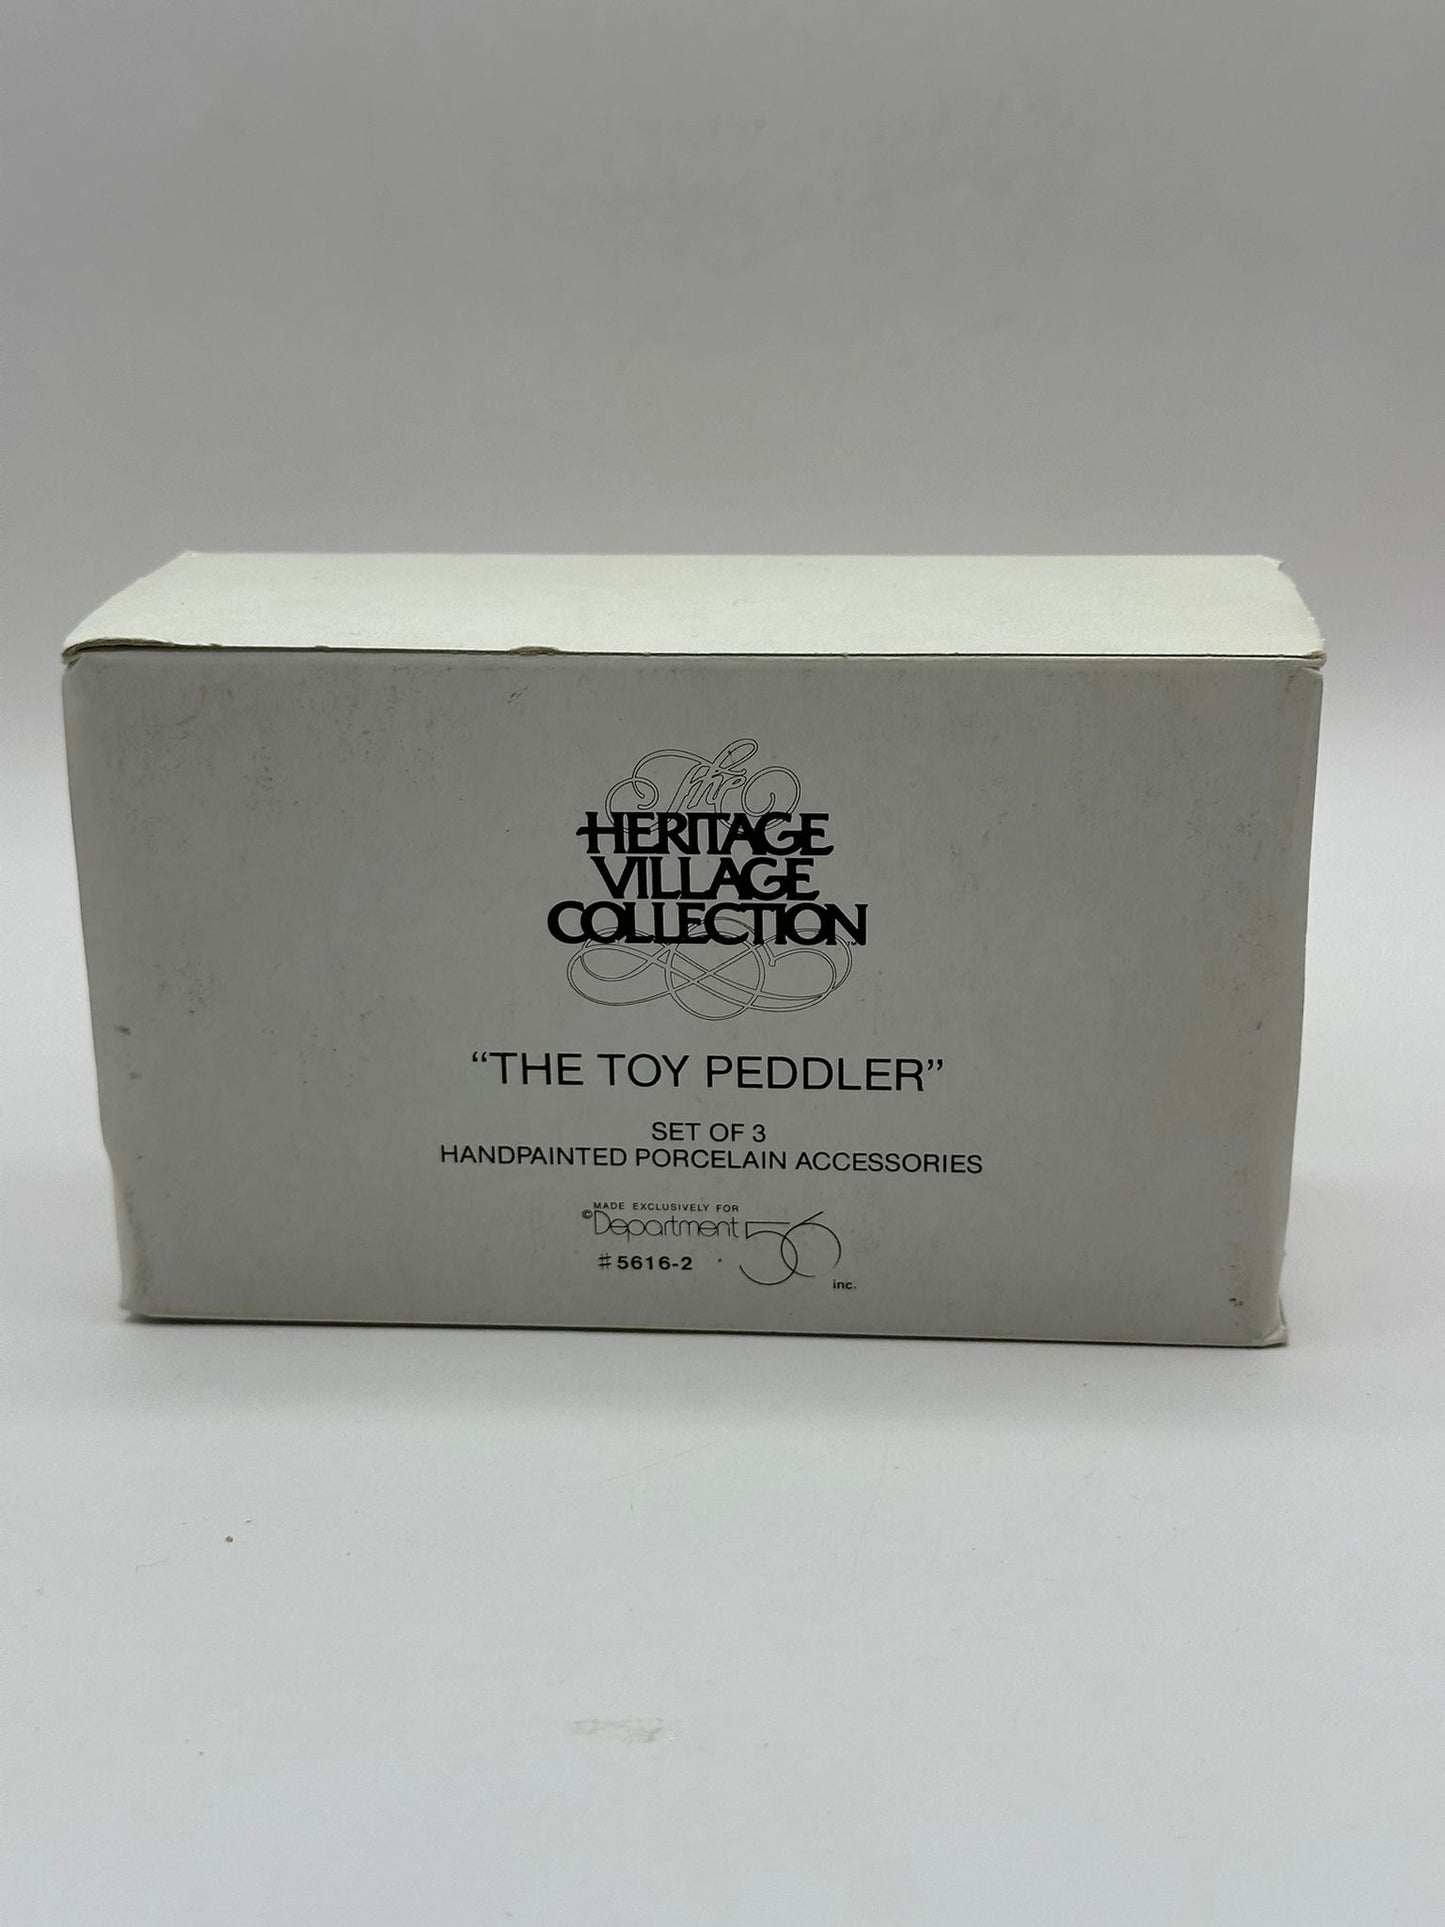 The
HERITAGE
VILLAGE
COLLECTION™
“THE TOY PEDDLER”
SET OF 3
HANDPAINTED PORCELAIN ACCESSORIES
MADE EXCLUSIVELY FOR
©Department 56 inc.
#5616-2